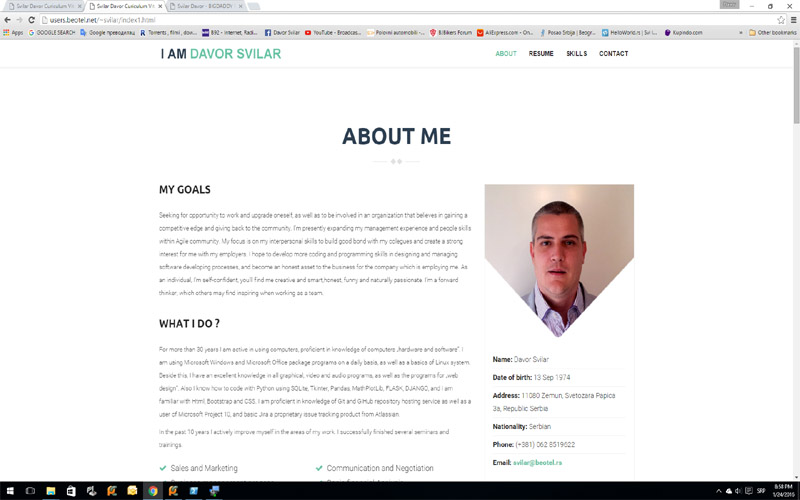 Svilar Davor Curiculum Vi
Svilar Davor Curiculum Vi
Svilar Davor - BIGDADDY
users.beotel.net/~svilar/index1.html
Apps
GOOGLE SEARCH
Google преводилац
Torrents, filmi, dow
B92 - Internet, Radi...
Davor Svilar
YouTube - Broadcas...
Polovni automobili -
BJBikers Forum
AliExpress.com - On...
Posao Srbija | Beogr...
HelloWorld.rs | Svi i...
Kupindo.com
»
Other bookmarks
I AM DAVOR SVILAR
ABOUT
RESUME
SKILLS
CONTACT
ABOUT ME
MY GOALS
Seeking for opportunity to work and upgrade oneself, as well as to be involved in an organization that believes in gaining a
competitive edge and giving back to the community. I'm presently expanding my management experience and people skills
within Agile community. My focus is on my interpersonal skills to build good bond with my collegues and create a strong
interest for me with my employers. I hope to develop more coding and programming skills in designing and managing
software developing processes, and become an honest asset to the business for the company which is employing me. As
an individual, I'm self-confident, you'll find me creative and smart,honest, funny and naturally passionate. I'm a forward
thinker, which others may find inspiring when working as a team.
WHAT I DO ?
For more than 30 years I am active in using computers, proficient in knowledge of computers „hardware and software". I
am using Microsoft Windows and Microsoft Office package programs on a daily basis, as well as a basics of Linux system.
Beside this, I have an excellent knowledge in all graphical, video and audio programs, as well as the programs for „web
design". Also I know how to code with Python using SQLite, Tkinter, Pandas, MathPlotLib, FLASK, DJANGO, and I am
familiar with Html, Bootstrap and CSS. I am proficient in knowledge of Git and GitHub repository hosting service as well as a
user of Microsoft Project 10, and basic Jira a proprietary issue tracking product from Atlassian.
In the past 10 years I actively improve myself in the areas of my work. I successfully finished several seminars and
trainings.
Sales and Marketing
Communication and Negotiation
Name: Davor Svilar
Date of birth: 13 Sep 1974
Address: 11080 Zemun, Svetozara Papica
3a, Republic Serbia
Nationality: Serbian
Phone: (+381) 062 8519622
Email: svilar@beotel.rs
SRP
8:58 PM
1/24/2016